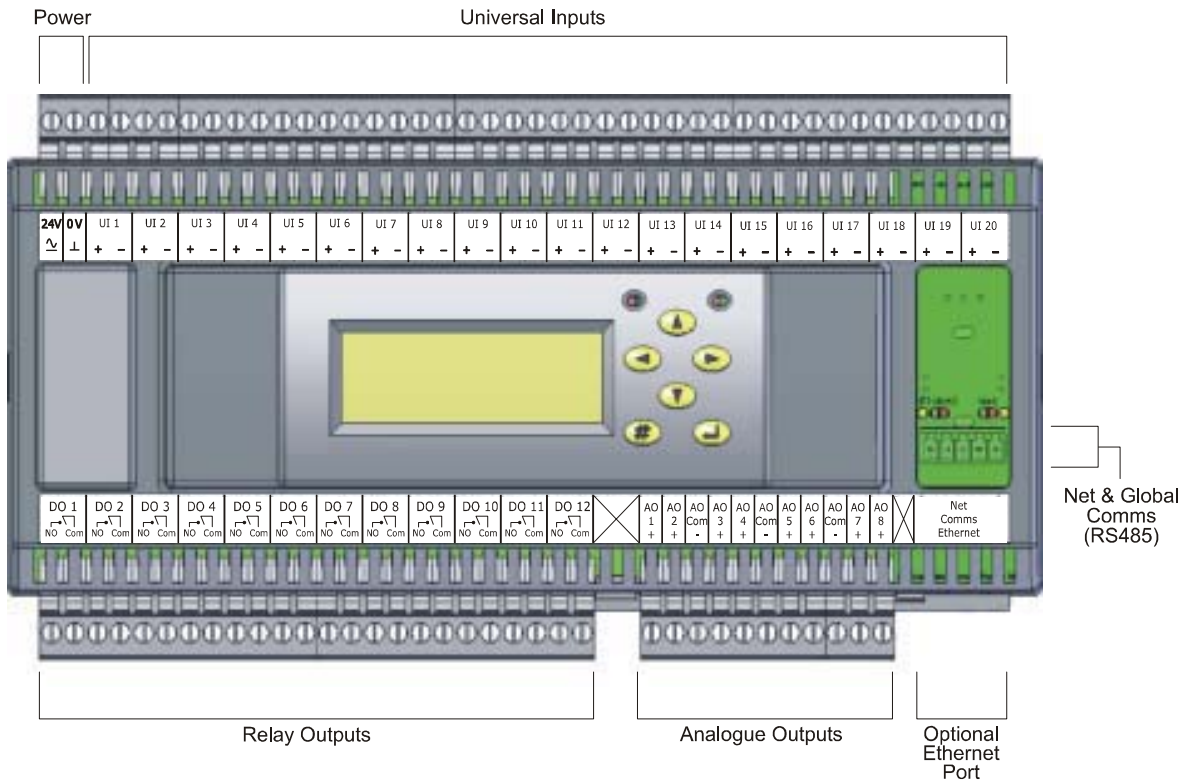 Power
Universal Inputs
24V 0V UI 1 UI 2 UI 3 UI 4 UI 5 UI 6 UI 7 UI 8 UI 9 UI 10 UI 11 UI 12 UI 13 UI 14 UI 15 UI 16 UI 17 UI 18 UI 19 UI 20
+ - + - + - + - + - + - + - + - + - + - + - + - + - + - + - + - + - + - + - + -
#
DO 1 DO 2 DO 3 DO 4 DO 5 DO 6 DO 7 DO 8 DO 9 DO 10 DO 11 DO 12
NO Com NO Com NO Com NO Com NO Com NO Com NO Com NO Com NO Com NO Com NO Com NO Com
AO AO AO AO AO AO AO AO AO AO AO
1 2 Com 3 4 Com 5 6 Com 7 8
+ + - + + - + + - + +
Net
Comms
Ethernet
Net & Global
Comms
(RS485)
Relay Outputs
Analogue Outputs
Optional
Ethernet
Port